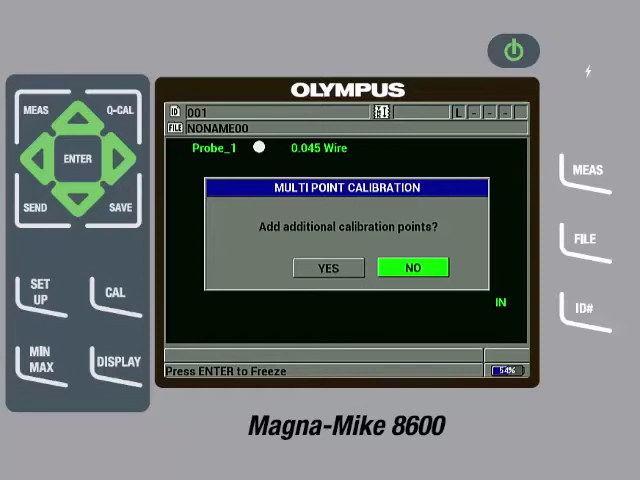 OLYMPUS
ID 001 L - - -
FILE NONAME00
Probe_1 0.045 Wire
MULTI POINT CALIBRATION
Add additional calibration points?
YES NO
IN
Press ENTER to Freeze 54%
MEAS Q-CAL
ENTER
SEND SAVE
SET UP
CAL
MIN MAX
DISPLAY
MEAS
FILE
ID#
Magna-Mike 8600